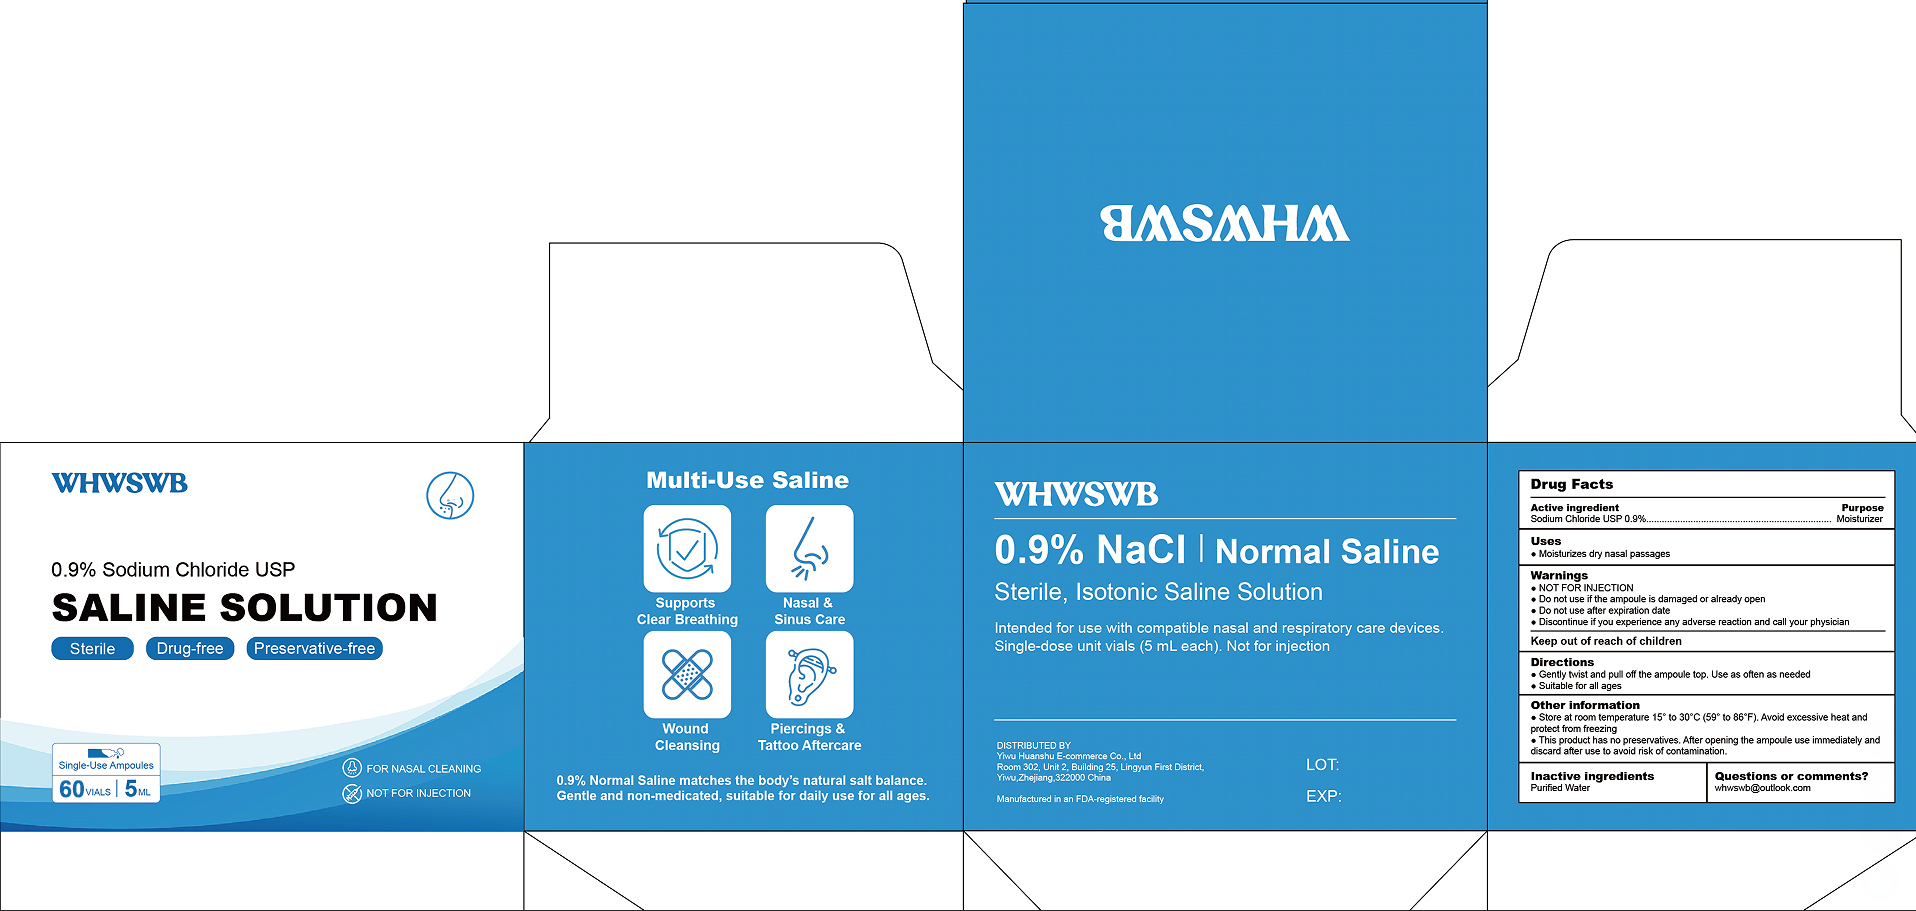 WHWSWB
WHWSWB
0.9% Sodium Chloride USP
SALINE SOLUTION
Sterile
Drug-free
Preservative-free
Single-Use Ampoules
60 VIALS | 5 ML
FOR NASAL CLEANING
NOT FOR INJECTION
Multi-Use Saline
Supports
Clear Breathing
Nasal &
Sinus Care
Wound
Cleansing
Piercings &
Tattoo Aftercare
0.9% Normal Saline matches the body's natural salt balance.
Gentle and non-medicated, suitable for daily use for all ages.
WHWSWB
0.9% NaCl | Normal Saline
Sterile, Isotonic Saline Solution
Intended for use with compatible nasal and respiratory care devices.
Single-dose unit vials (5 mL each). Not for injection
DISTRIBUTED BY
Yiwu Huanshu E-commerce Co., Ltd
Room 302, Unit 2, Building 25, Lingyun First District,
Yiwu,Zhejiang,322000 China
Manufactured in an FDA-registered facility
LOT:
EXP:
Drug Facts
Active ingredient Purpose
Sodium Chloride USP 0.9%.............................................................. Moisturizer
Uses
● Moisturizes dry nasal passages
Warnings
● NOT FOR INJECTION
● Do not use if the ampoule is damaged or already open
● Do not use after expiration date
● Discontinue if you experience any adverse reaction and call your physician
Keep out of reach of children
Directions
● Gently twist and pull off the ampoule top. Use as often as needed
● Suitable for all ages
Other information
● Store at room temperature 15° to 30°C (59° to 86°F). Avoid excessive heat and
protect from freezing
● This product has no preservatives. After opening the ampoule use immediately and
discard after use to avoid risk of contamination.
Inactive ingredients
Purified Water
Questions or comments?
whwswb@outlook.com